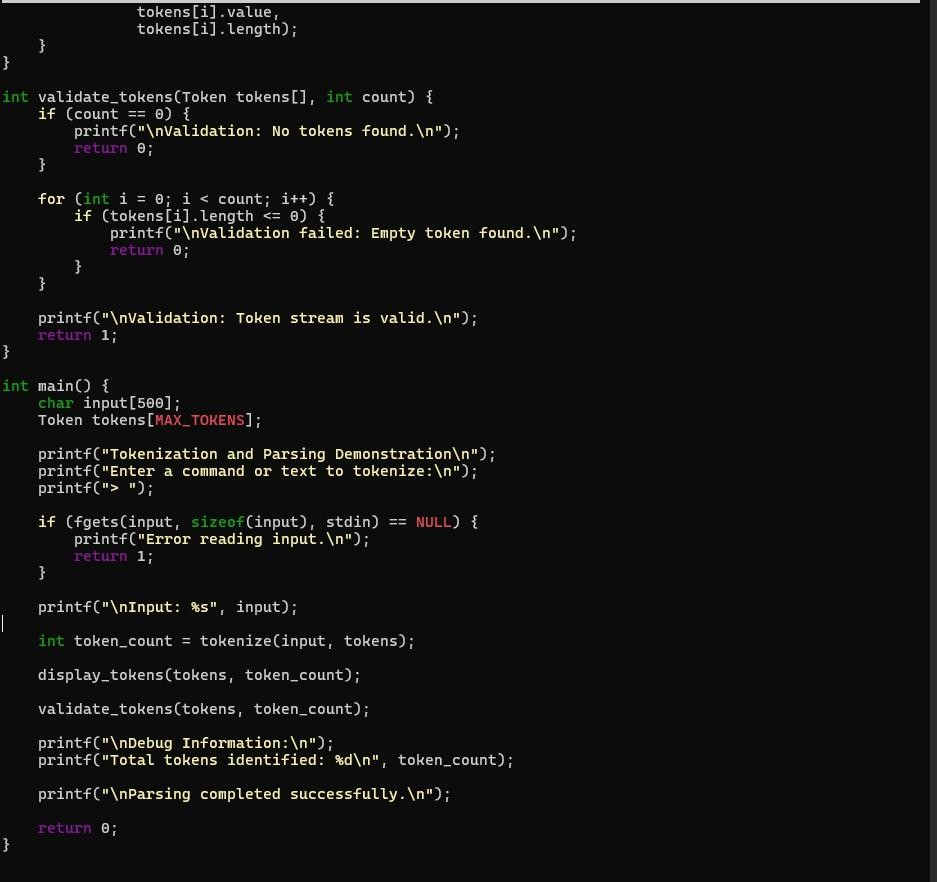 tokens[i].value,
               tokens[i].length);
    }
}

int validate_tokens(Token tokens[], int count) {
    if (count == 0) {
        printf("\nValidation: No tokens found.\n");
        return 0;
    }

    for (int i = 0; i < count; i++) {
        if (tokens[i].length <= 0) {
            printf("\nValidation failed: Empty token found.\n");
            return 0;
        }
    }

    printf("\nValidation: Token stream is valid.\n");
    return 1;
}

int main() {
    char input[500];
    Token tokens[MAX_TOKENS];

    printf("Tokenization and Parsing Demonstration\n");
    printf("Enter a command or text to tokenize:\n");
    printf("> ");

    if (fgets(input, sizeof(input), stdin) == NULL) {
        printf("Error reading input.\n");
        return 1;
    }

    printf("\nInput: %s", input);

    int token_count = tokenize(input, tokens);

    display_tokens(tokens, token_count);

    validate_tokens(tokens, token_count);

    printf("\nDebug Information:\n");
    printf("Total tokens identified: %d\n", token_count);

    printf("\nParsing completed successfully.\n");

    return 0;
}